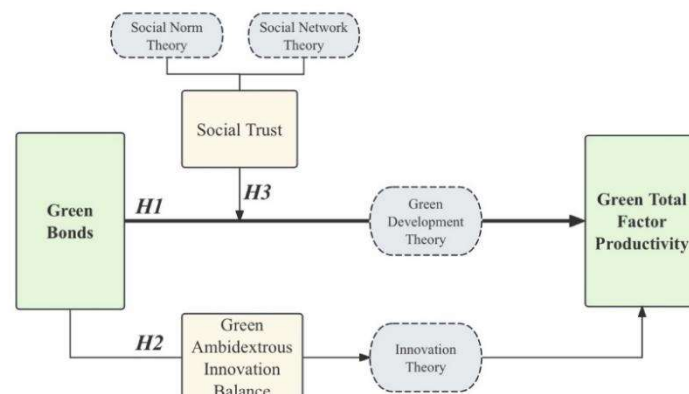 Social Norm
Theory
Social Network
Theory
Social Trust
H1
H3
Green
Bonds
Green
Development
Theory
Green Total
Factor
Productivity
H2
Green
Ambidextrous
Innovation
Balance
Innovation
Theory